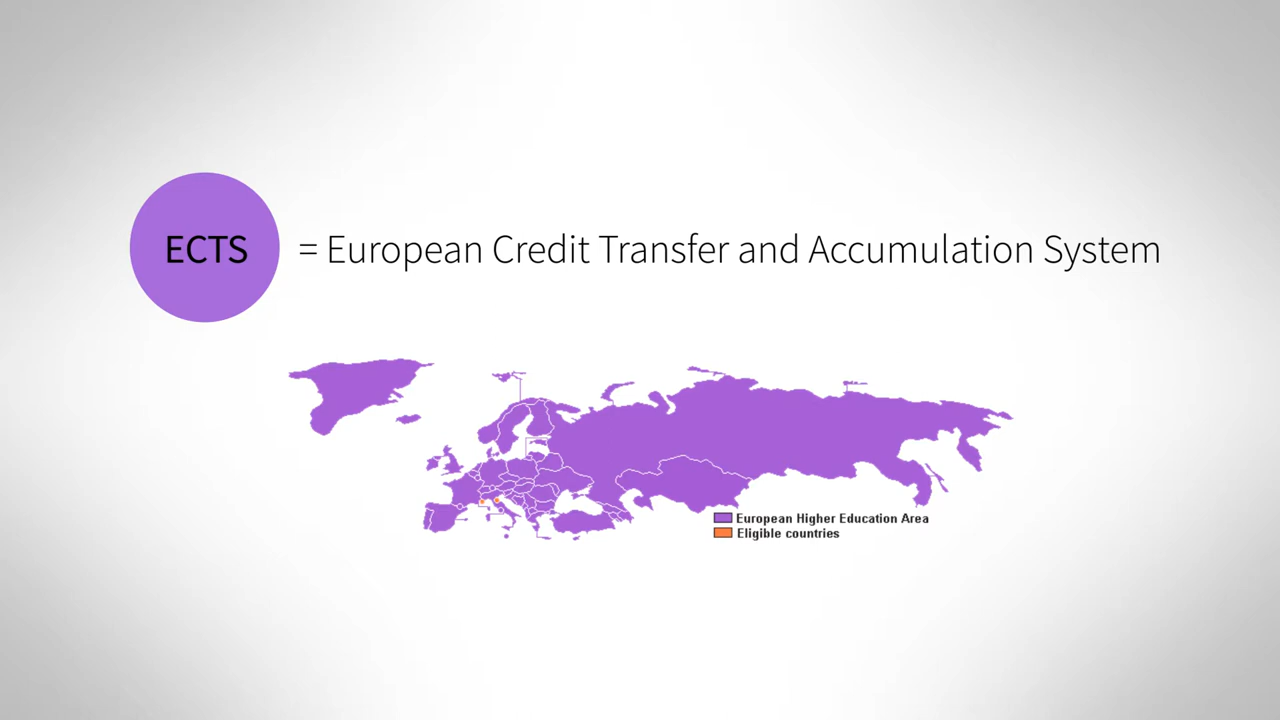 ECTS = European Credit Transfer and Accumulation System
European Higher Education Area
Eligible countries